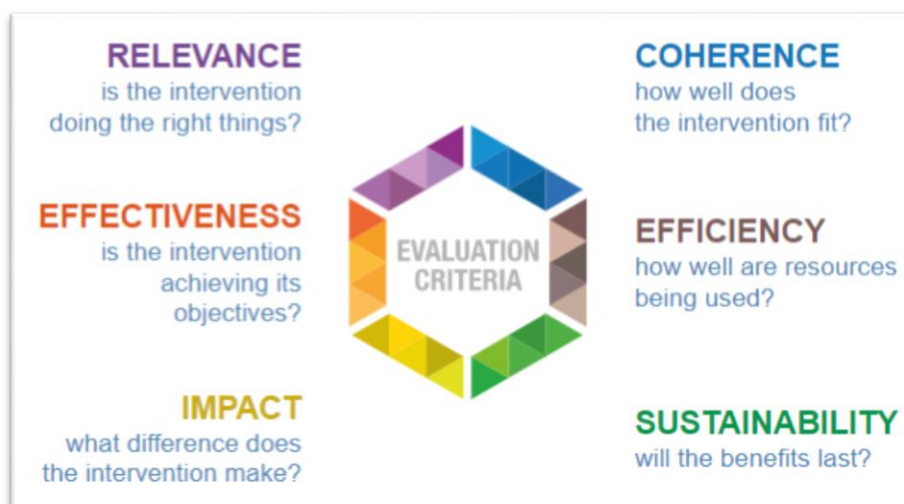 RELEVANCE
is the intervention
doing the right things?
COHERENCE
how well does
the intervention fit?
EFFECTIVENESS
is the intervention
achieving its
objectives?
EVALUATION
CRITERIA
EFFICIENCY
how well are resources
being used?
IMPACT
what difference does
the intervention make?
SUSTAINABILITY
will the benefits last?